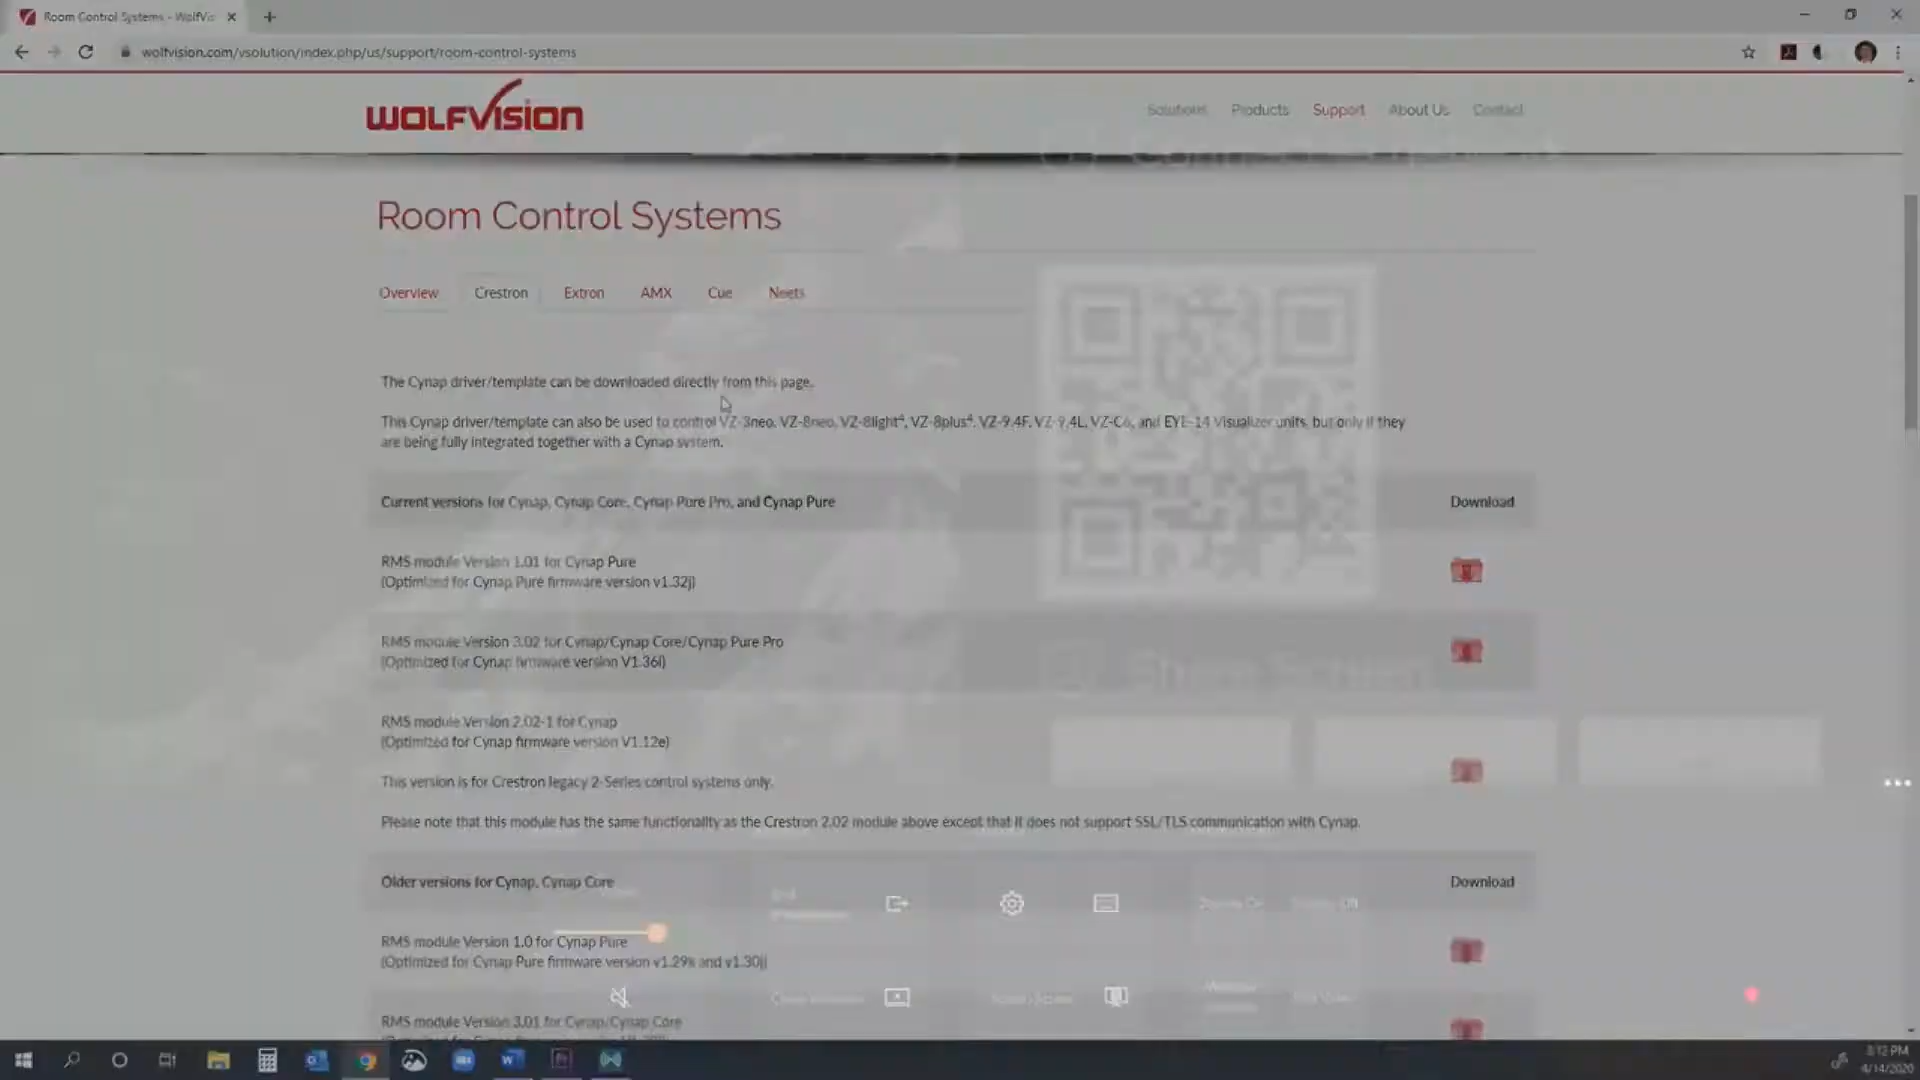 Room Control Systems - WolfVis
wolfvision.com/vsolution/index.php/us/support/room-control-systems
WOLFVISION
Solutions Products Support About Us Contact
Room Control Systems
Overview Crestron Extron AMX Cue Neets
The Cynap driver/template can be downloaded directly from this page.
This Cynap driver/template can also be used to control VZ-3neo, VZ-8neo, VZ-8light⁴, VZ-8plus⁴, VZ-9.4F, VZ-9.4L, VZ-C6, and EYE-14 Visualizer units, but only if they
are being fully integrated together with a Cynap system.
Current versions for Cynap, Cynap Core, Cynap Pure Pro, and Cynap Pure Download
RMS module Version 1.01 for Cynap Pure
(Optimized for Cynap Pure firmware version v1.32j)
RMS module Version 3.02 for Cynap/Cynap Core/Cynap Pure Pro
(Optimized for Cynap firmware version V1.36l)
RMS module Version 2.02-1 for Cynap
(Optimized for Cynap firmware version V1.12e)
This version is for Crestron legacy 2-Series control systems only.
Please note that this module has the same functionality as the Crestron 2.02 module above except that it does not support SSL/TLS communication with Cynap.
Older versions for Cynap, Cynap Core Download
RMS module Version 1.0 for Cynap Pure
(Optimized for Cynap Pure firmware version v1.29k and v1.30j)
RMS module Version 3.01 for Cynap/Cynap Core
3:12 PM
4/14/2020